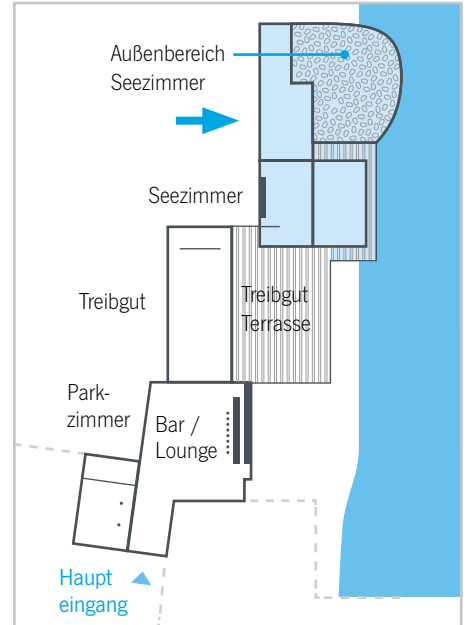 Außenbereich
Seezimmer
Seezimmer
Treibgut
Treibgut
Terrasse
Park-
zimmer
Bar /
Lounge
Haupt
eingang